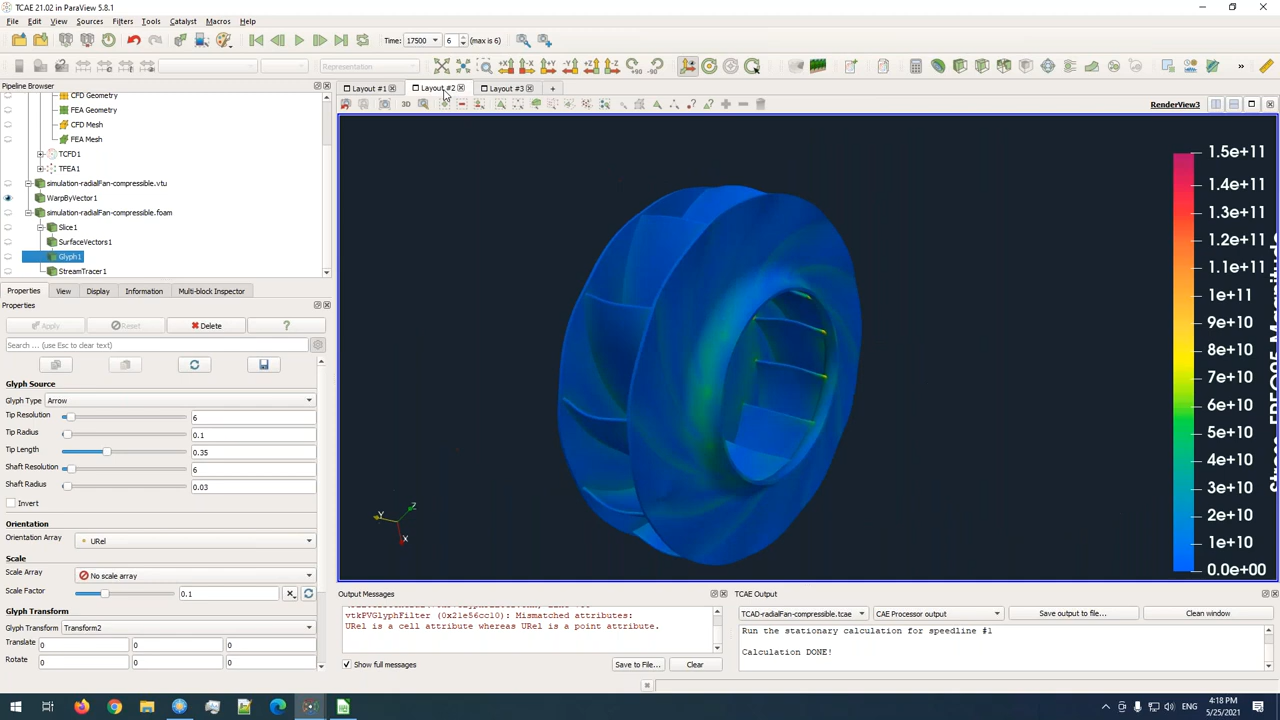 TCAE 21.02 in ParaView 5.8.1
File Edit View Sources Filters Tools Catalyst Macros Help
Time: 17500 6 (max is 6)
Representation
Pipeline Browser
Layout #1 Layout #2 Layout #3
3D
RenderView3
CFD Geometry
FEA Geometry
CFD Mesh
FEA Mesh
TCFD1
TFEA1
simulation-radialFan-compressible.vtu
WarpByVector1
simulation-radialFan-compressible.foam
Slice1
SurfaceVectors1
Glyph1
StreamTracer1
Properties View Display Information Multi-block Inspector
Properties
Apply Reset Delete ?
Search ... (use Esc to clear text)
Glyph Source
Glyph Type Arrow
Tip Resolution 6
Tip Radius 0.1
Tip Length 0.35
Shaft Resolution 6
Shaft Radius 0.03
Invert
Orientation
Orientation Array URel
Scale
Scale Array No scale array
Scale Factor 0.1
Glyph Transform
Glyph Transform Transform2
Translate 0 0 0
Rotate 0 0 0
1.5e+11
1.4e+11
1.3e+11
1.2e+11
1.1e+11
1e+11
9e+10
8e+10
7e+10
6e+10
5e+10
4e+10
3e+10
2e+10
1e+10
0.0e+00
Y Z
X
Output Messages
vtkPVGlyphFilter (0x21e56cc10): Mismatched attributes:
URel is a cell attribute whereas URel is a point attribute.
Show full messages Save to File... Clear
TCAE Output
TCAD-radialFan-compressible.tcae CAE Processor output Save output to file... Clean window
Run the stationary calculation for speedline #1
Calculation DONE!
ENG 4:18 PM
5/25/2021